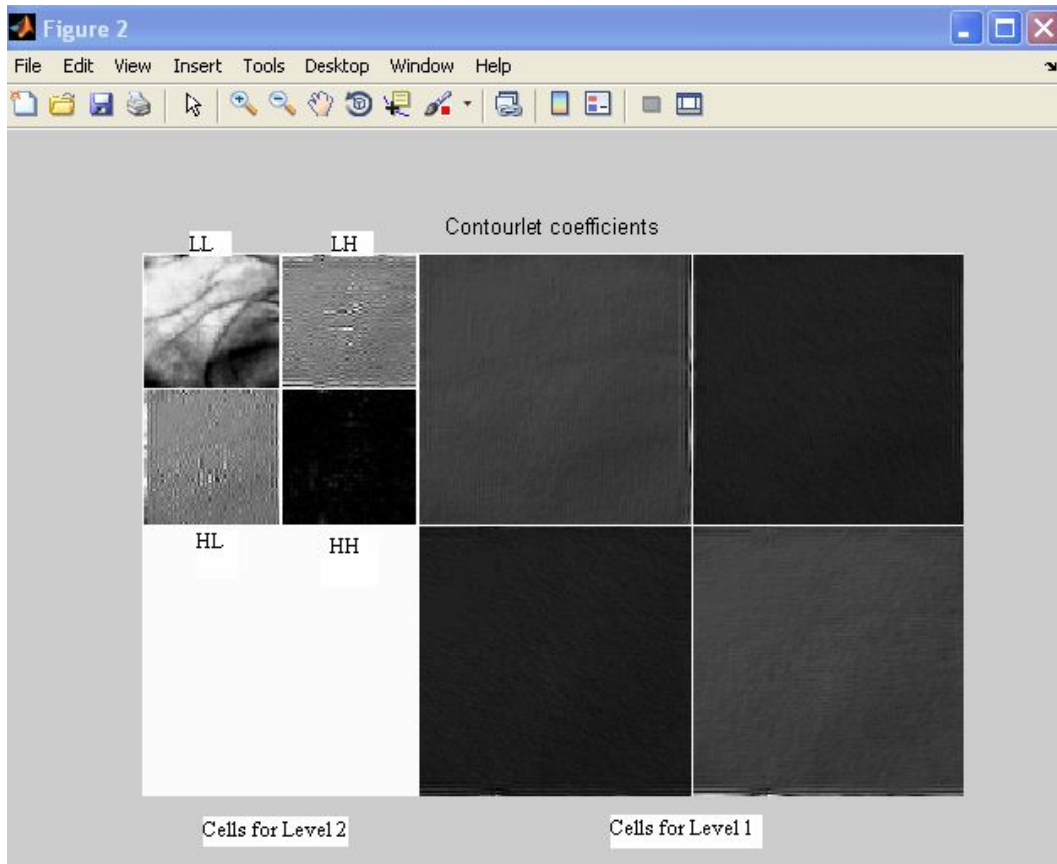 Figure 2
File Edit View Insert Tools Desktop Window Help
Contourlet coefficients
LL LH
HL HH
Cells for Level 2 Cells for Level 1